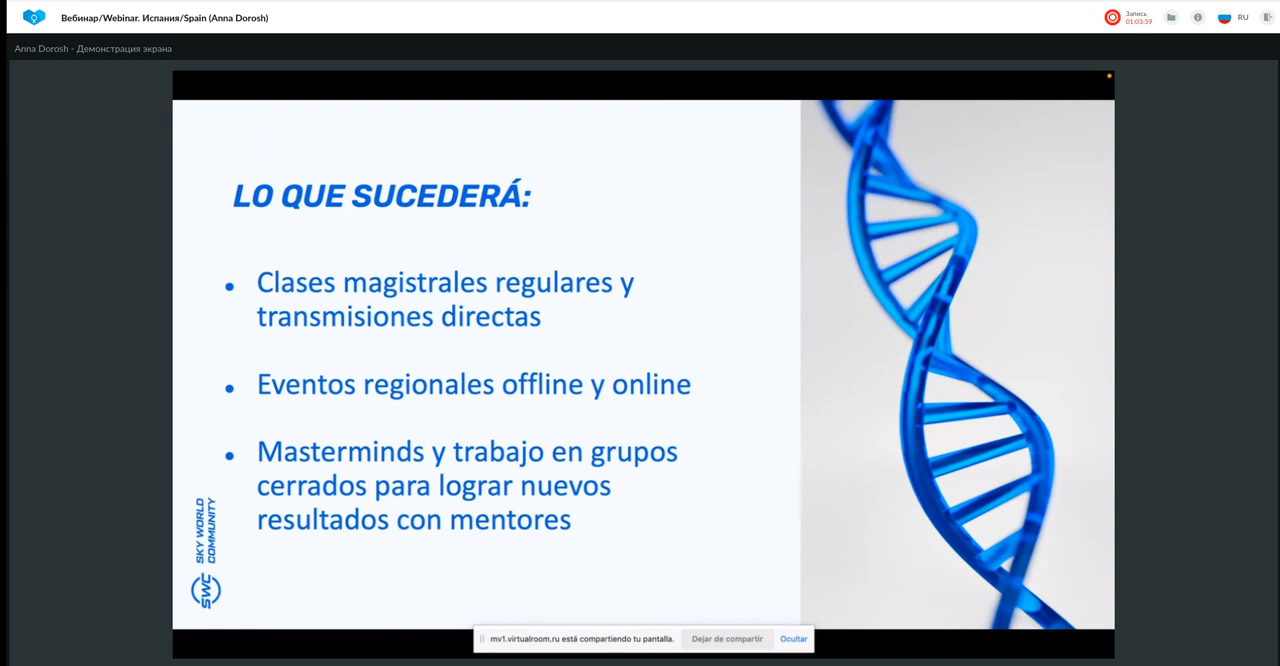 Вебинар/Webinar. Испания/Spain (Anna Dorosh)
Запись
01:03:59
RU
Anna Dorosh - Демонстрация экрана
LO QUE SUCEDERÁ:
• Clases magistrales regulares y
transmisiones directas
• Eventos regionales offline y online
• Masterminds y trabajo en grupos
cerrados para lograr nuevos
resultados con mentores
SKY WORLD
COMMUNITY
SWC
mv1.virtualroom.ru está compartiendo tu pantalla.
Dejar de compartir
Ocultar